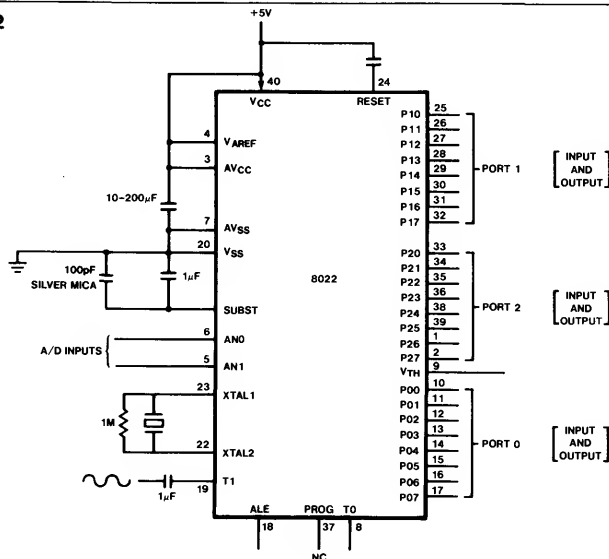 2
+5V
40
24
VCC
RESET
4
VAREF
3
AVCC
10-200μF
7
AVSS
20
VSS
100pF
SILVER MICA
1μF
SUBST
8022
6
AN0
A/D INPUTS
5
AN1
23
XTAL1
1M
22
XTAL2
1μF
19
T1
ALE
PROG
T0
18
37
8
NC
P10 25
P11 26
P12 27
P13 28
P14 29
P15 30
P16 31
P17 32
PORT 1
INPUT
AND
OUTPUT
P20 33
P21 34
P22 35
P23 36
P24 38
P25 39
P26 1
P27 2
PORT 2
INPUT
AND
OUTPUT
VTH 9
P00 10
P01 11
P02 12
P03 13
P04 14
P05 15
P06 16
P07 17
PORT 0
INPUT
AND
OUTPUT